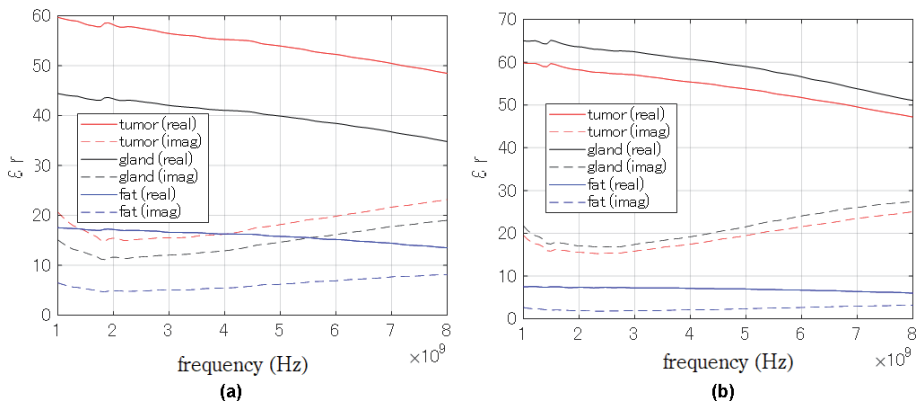 60
50
40
30
20
10
0
εr
tumor (real)
tumor (imag)
gland (real)
gland (imag)
fat (real)
fat (imag)
1 2 3 4 5 6 7 8
×10⁹
frequency (Hz)
(a)
70
60
50
40
30
20
10
0
εr
tumor (real)
tumor (imag)
gland (real)
gland (imag)
fat (real)
fat (imag)
1 2 3 4 5 6 7 8
×10⁹
frequency (Hz)
(b)